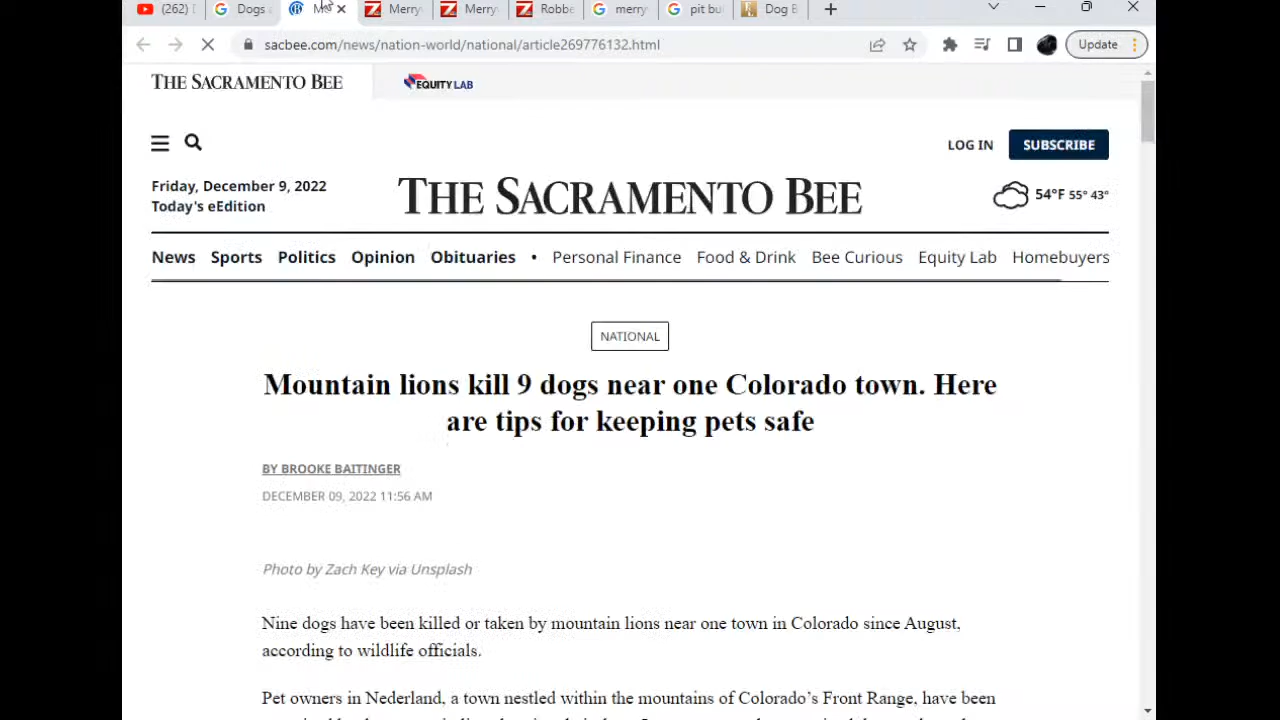 (262)
Dogs
Merry
Merry
Robbe
merry
pit bu
Dog B
sacbee.com/news/nation-world/national/article269776132.html
Update
THE SACRAMENTO BEE
EQUITY LAB
LOG IN
SUBSCRIBE
Friday, December 9, 2022
Today's eEdition
THE SACRAMENTO BEE
54°F 55° 43°
News Sports Politics Opinion Obituaries • Personal Finance Food & Drink Bee Curious Equity Lab Homebuyers
NATIONAL
Mountain lions kill 9 dogs near one Colorado town. Here
are tips for keeping pets safe
BY BROOKE BAITINGER
DECEMBER 09, 2022 11:56 AM
Photo by Zach Key via Unsplash
Nine dogs have been killed or taken by mountain lions near one town in Colorado since August,
according to wildlife officials.
Pet owners in Nederland, a town nestled within the mountains of Colorado's Front Range, have been